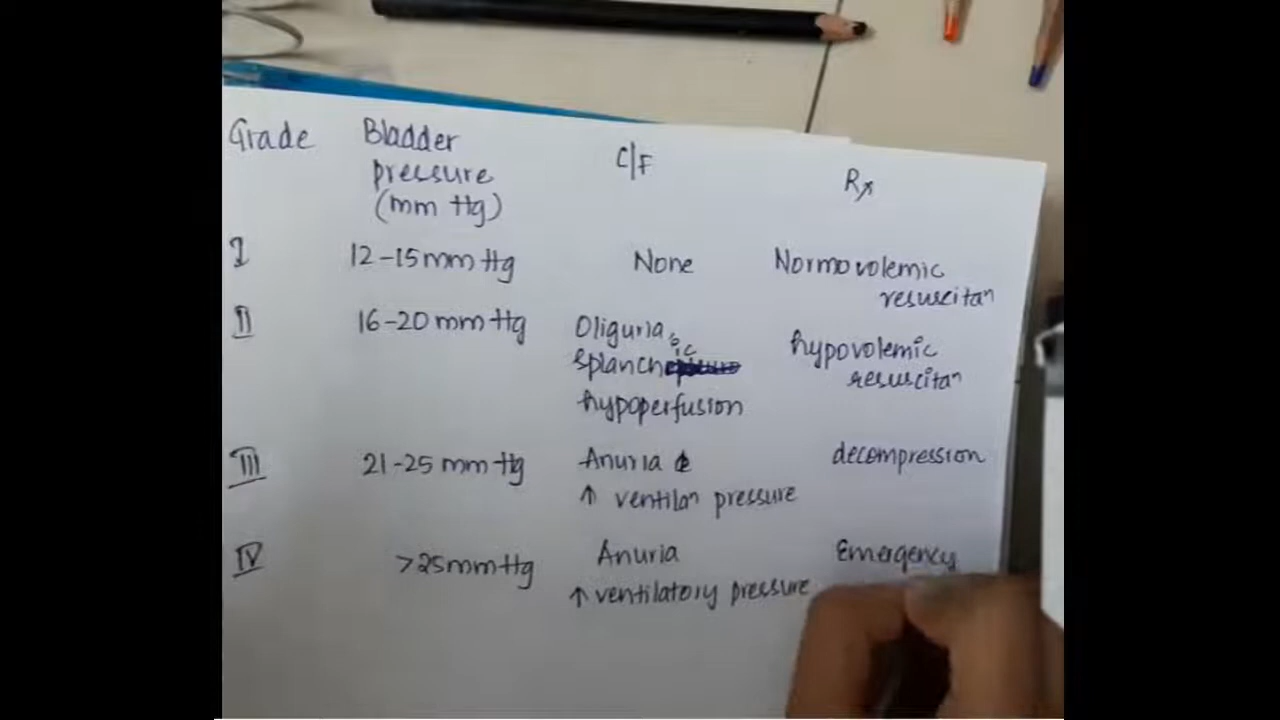 Grade Bladder pressure (mm Hg) C/F Rx
I 12-15 mm Hg None Normovolemic resuscitan
II 16-20 mm Hg Oliguria, splanchic hypoperfusion hypovolemic resuscitan
III 21-25 mm Hg Anuria & ↑ ventilan pressure decompression
IV >25 mm Hg Anuria ↑ ventilatory pressure Emergency